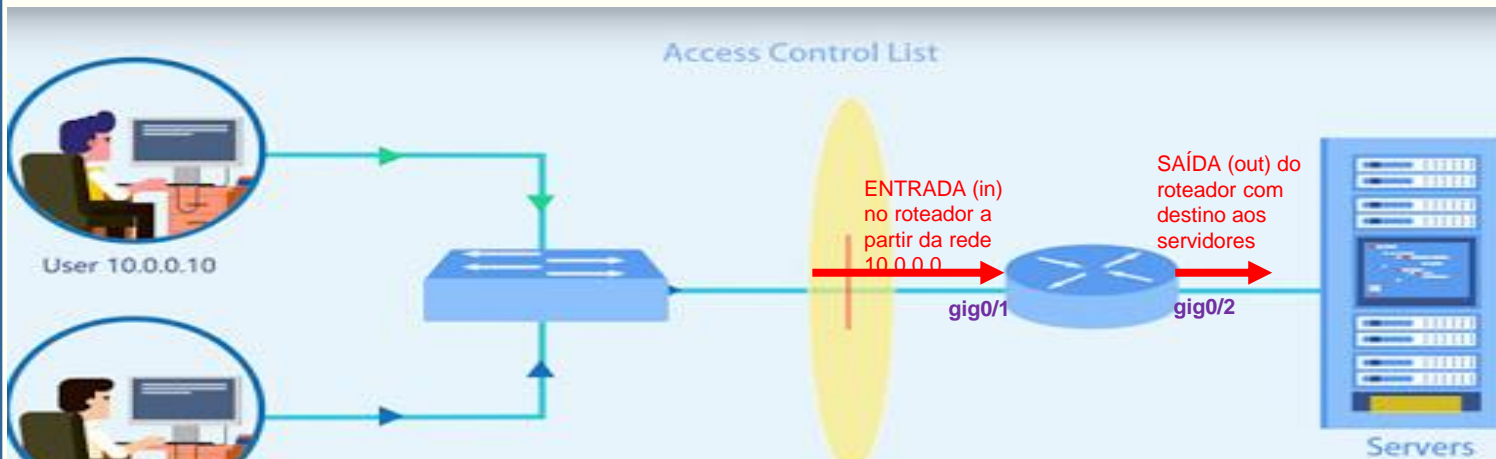 Access Control List
ENTRADA (in)
no roteador a
partir da rede
10.0.0.0
SAÍDA (out) do
roteador com
destino aos
servidores
User 10.0.0.10
gig0/1
gig0/2
Servers